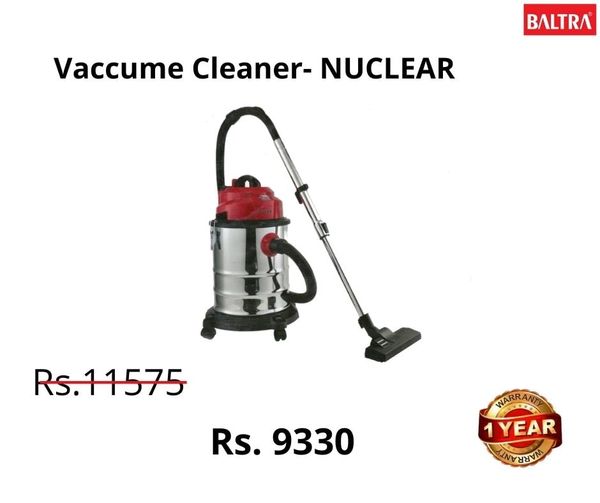 BALTRA®
Vaccume Cleaner- NUCLEAR
Rs.11575
Rs. 9330
WARRANTY
1 YEAR
WARRANTY